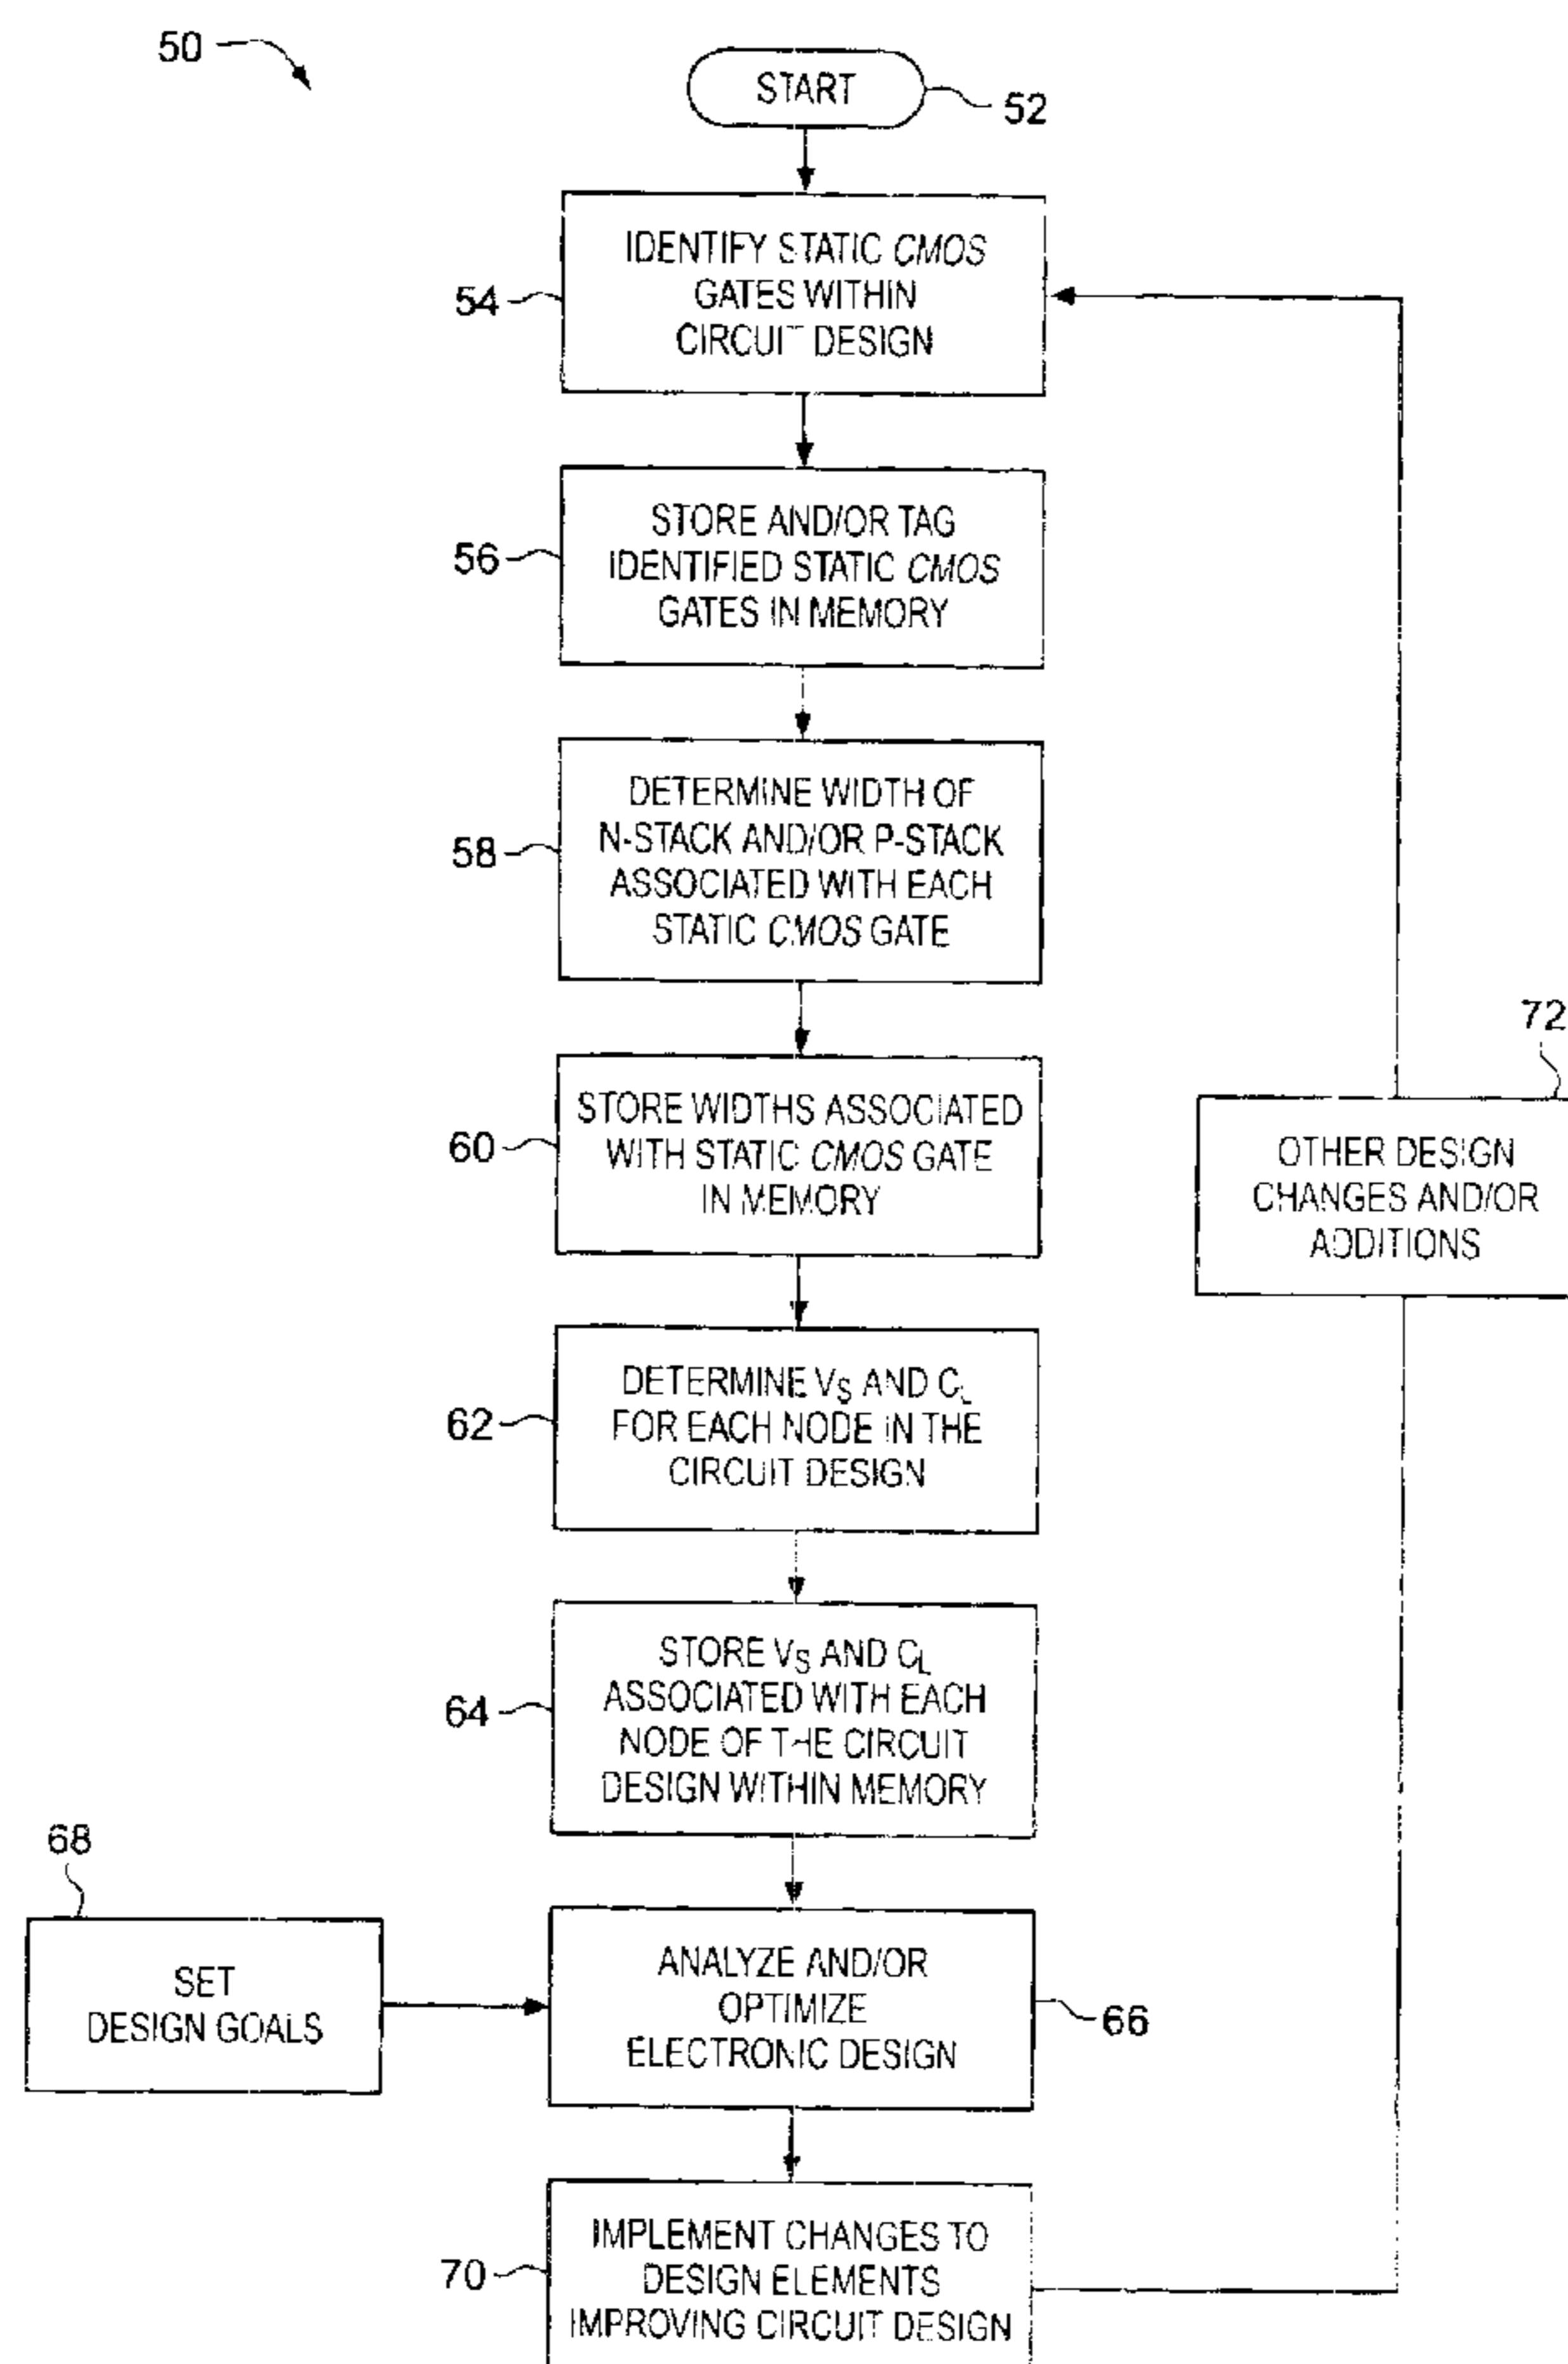 50
START
52
IDENTIFY STATIC CMOS
GATES WITHIN
CIRCUIT DESIGN
54
STORE AND/OR TAG
IDENTIFIED STATIC CMOS
GATES IN MEMORY
56
DETERMINE WIDTH OF
N-STACK AND/OR P-STACK
ASSOCIATED WITH EACH
STATIC CMOS GATE
58
STORE WIDTHS ASSOCIATED
WITH STATIC CMOS GATE
IN MEMORY
60
72
OTHER DESIGN
CHANGES AND/OR
ADDITIONS
DETERMINE VS AND CL
FOR EACH NODE IN THE
CIRCUIT DESIGN
62
STORE VS AND CL
ASSOCIATED WITH EACH
NODE OF THE CIRCUIT
DESIGN WITHIN MEMORY
64
68
SET
DESIGN GOALS
ANALYZE AND/OR
OPTIMIZE
ELECTRONIC DESIGN
66
IMPLEMENT CHANGES TO
DESIGN ELEMENTS
IMPROVING CIRCUIT DESIGN
70